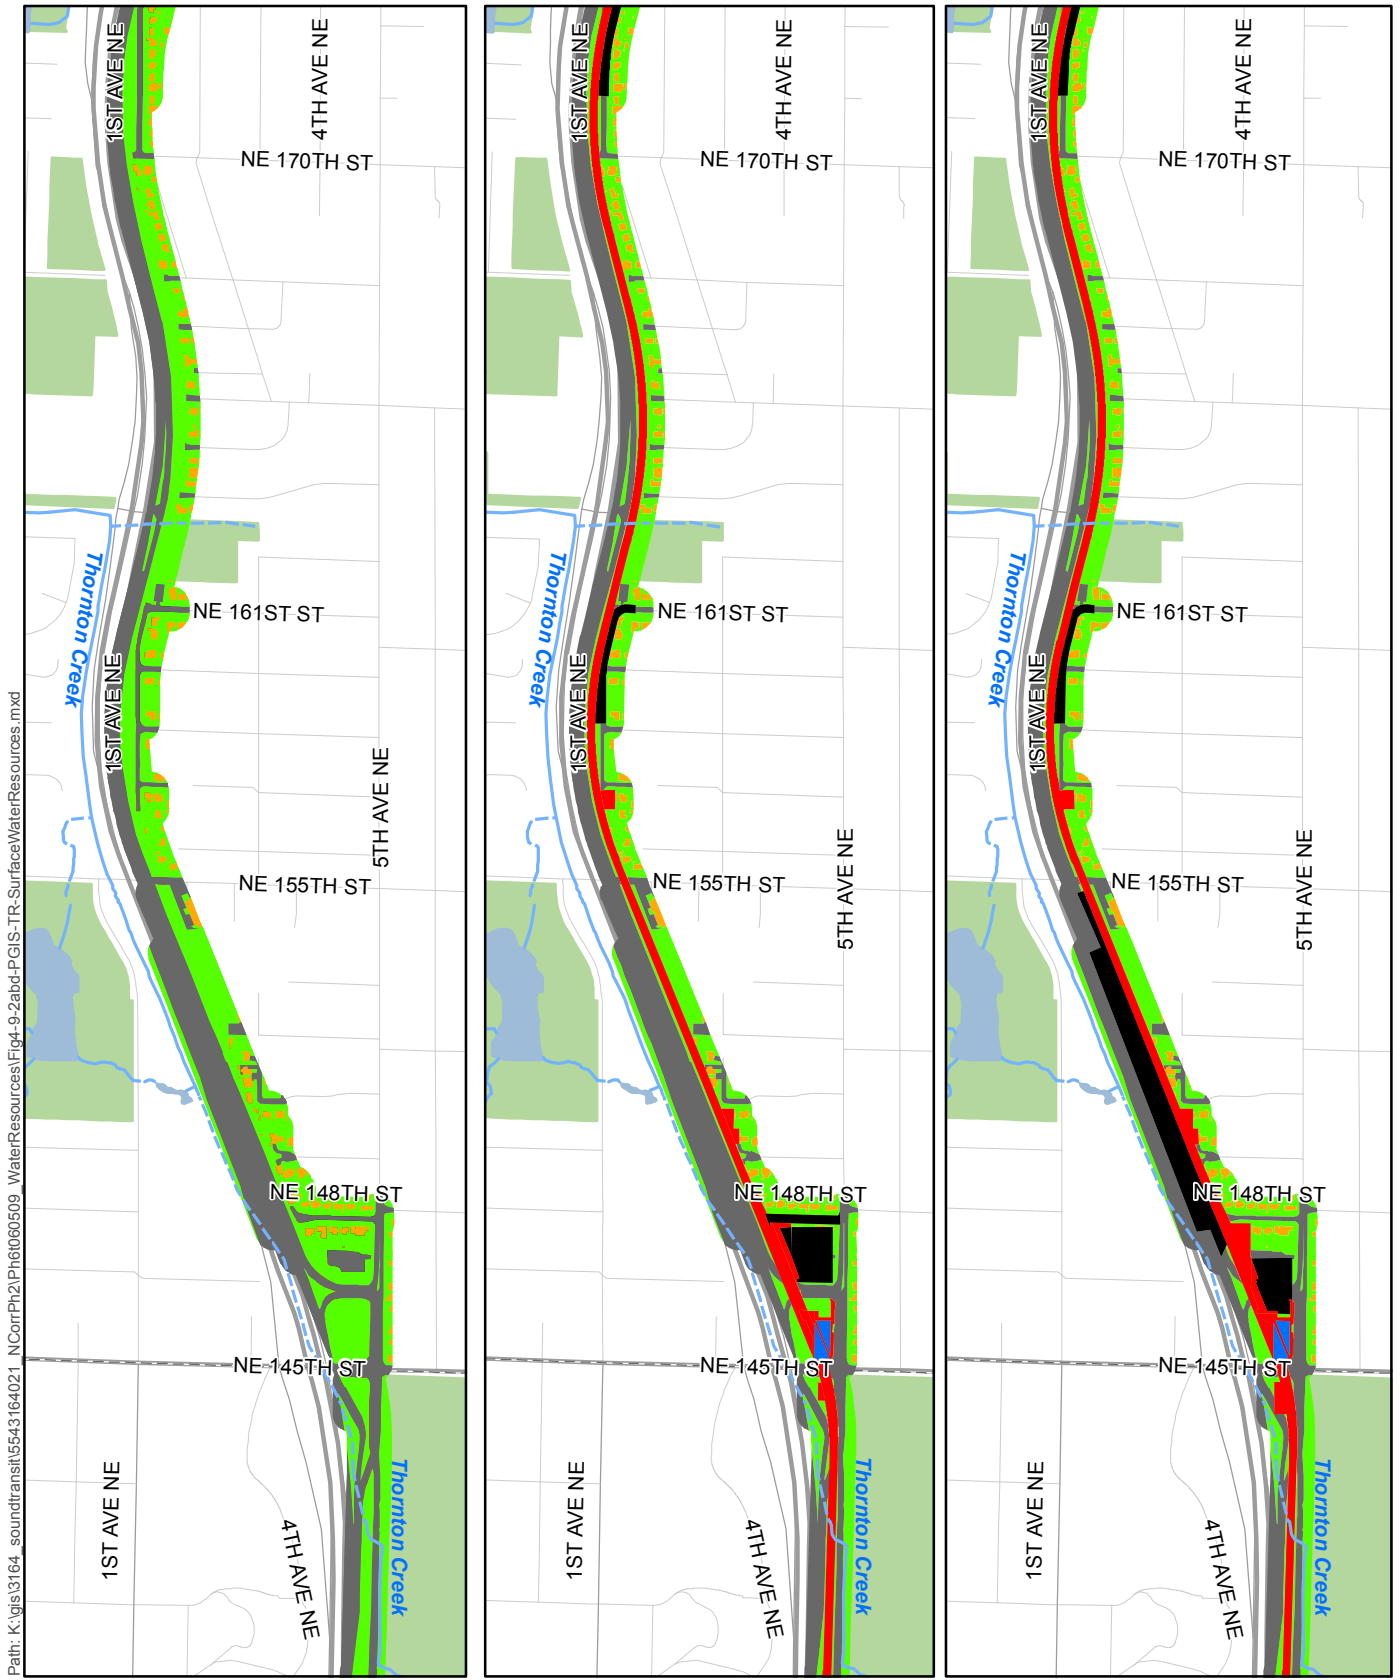 Path: K:\gis\3164_soundtransit\5543164021_NCorrPh2\Ph6t060509_WaterResources\Fig4-9-2abd-PGIS-TR-SurfaceWaterResources.mxd
1ST AVE NE
4TH AVE NE
NE 170TH ST
Thornton Creek
NE 161ST ST
1ST AVE NE
5TH AVE NE
NE 155TH ST
NE 148TH ST
NE 145TH ST
1ST AVE NE
4TH AVE NE
Thornton Creek
1ST AVE NE
4TH AVE NE
NE 170TH ST
Thornton Creek
NE 161ST ST
1ST AVE NE
5TH AVE NE
NE 155TH ST
NE 148TH ST
NE 145TH ST
1ST AVE NE
4TH AVE NE
Thornton Creek
1ST AVE NE
4TH AVE NE
NE 170TH ST
Thornton Creek
NE 161ST ST
1ST AVE NE
5TH AVE NE
NE 155TH ST
NE 148TH ST
NE 145TH ST
1ST AVE NE
4TH AVE NE
Thornton Creek